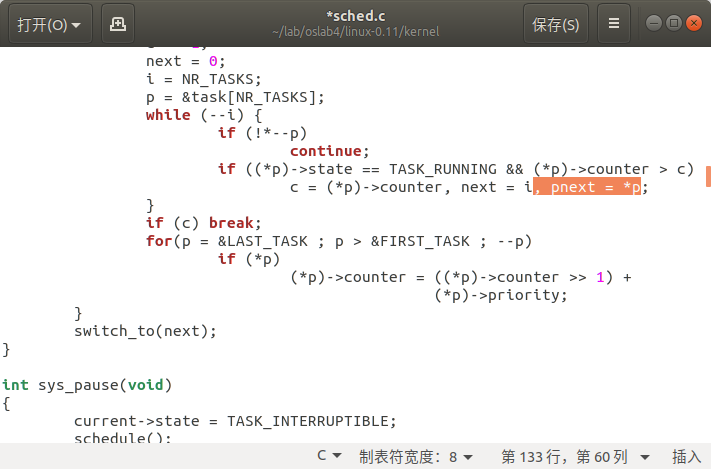 打开(O)
*sched.c
~/lab/oslab4/linux-0.11/kernel
保存(S)
next = 0;
i = NR_TASKS;
p = &task[NR_TASKS];
while (--i) {
if (!*--p)
continue;
if ((*p)->state == TASK_RUNNING && (*p)->counter > c)
c = (*p)->counter, next = i, pnext = *p;
}
if (c) break;
for(p = &LAST_TASK ; p > &FIRST_TASK ; --p)
if (*p)
(*p)->counter = ((*p)->counter >> 1) +
(*p)->priority;
}
switch_to(next);
}
int sys_pause(void)
{
current->state = TASK_INTERRUPTIBLE;
schedule();
C
制表符宽度：8
第 133 行，第 60 列
插入